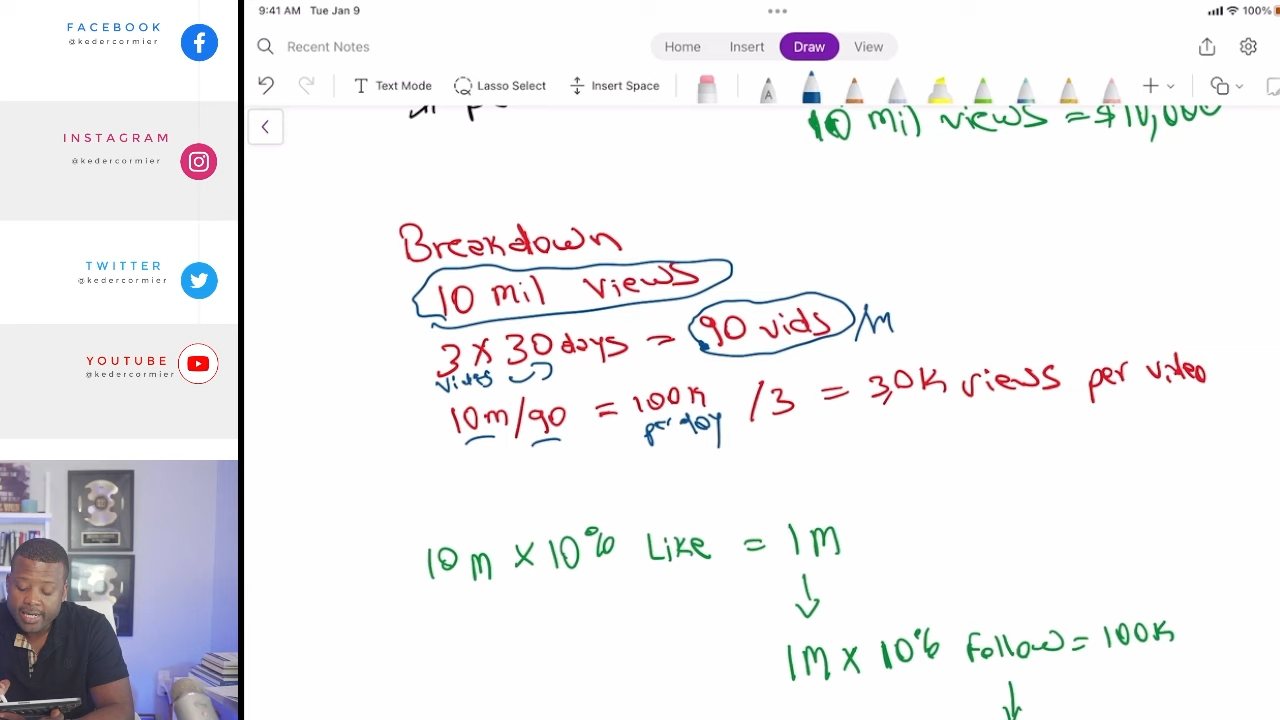 FACEBOOK
@kedercormier
INSTAGRAM
@kedercormier
TWITTER
@kedercormier
YOUTUBE
@kedercormier
9:41 AM Tue Jan 9
100%
Recent Notes
Home Insert Draw View
Text Mode Lasso Select Insert Space
10 Mil views = $10,000
Breakdown
10 mil views
3 X 30 days = 90 vids /m
vides
10m/90 = 100K /3 = 3,0K views per video
per day
10m X 10% Like = 1M
1M X 10% Follow = 100K